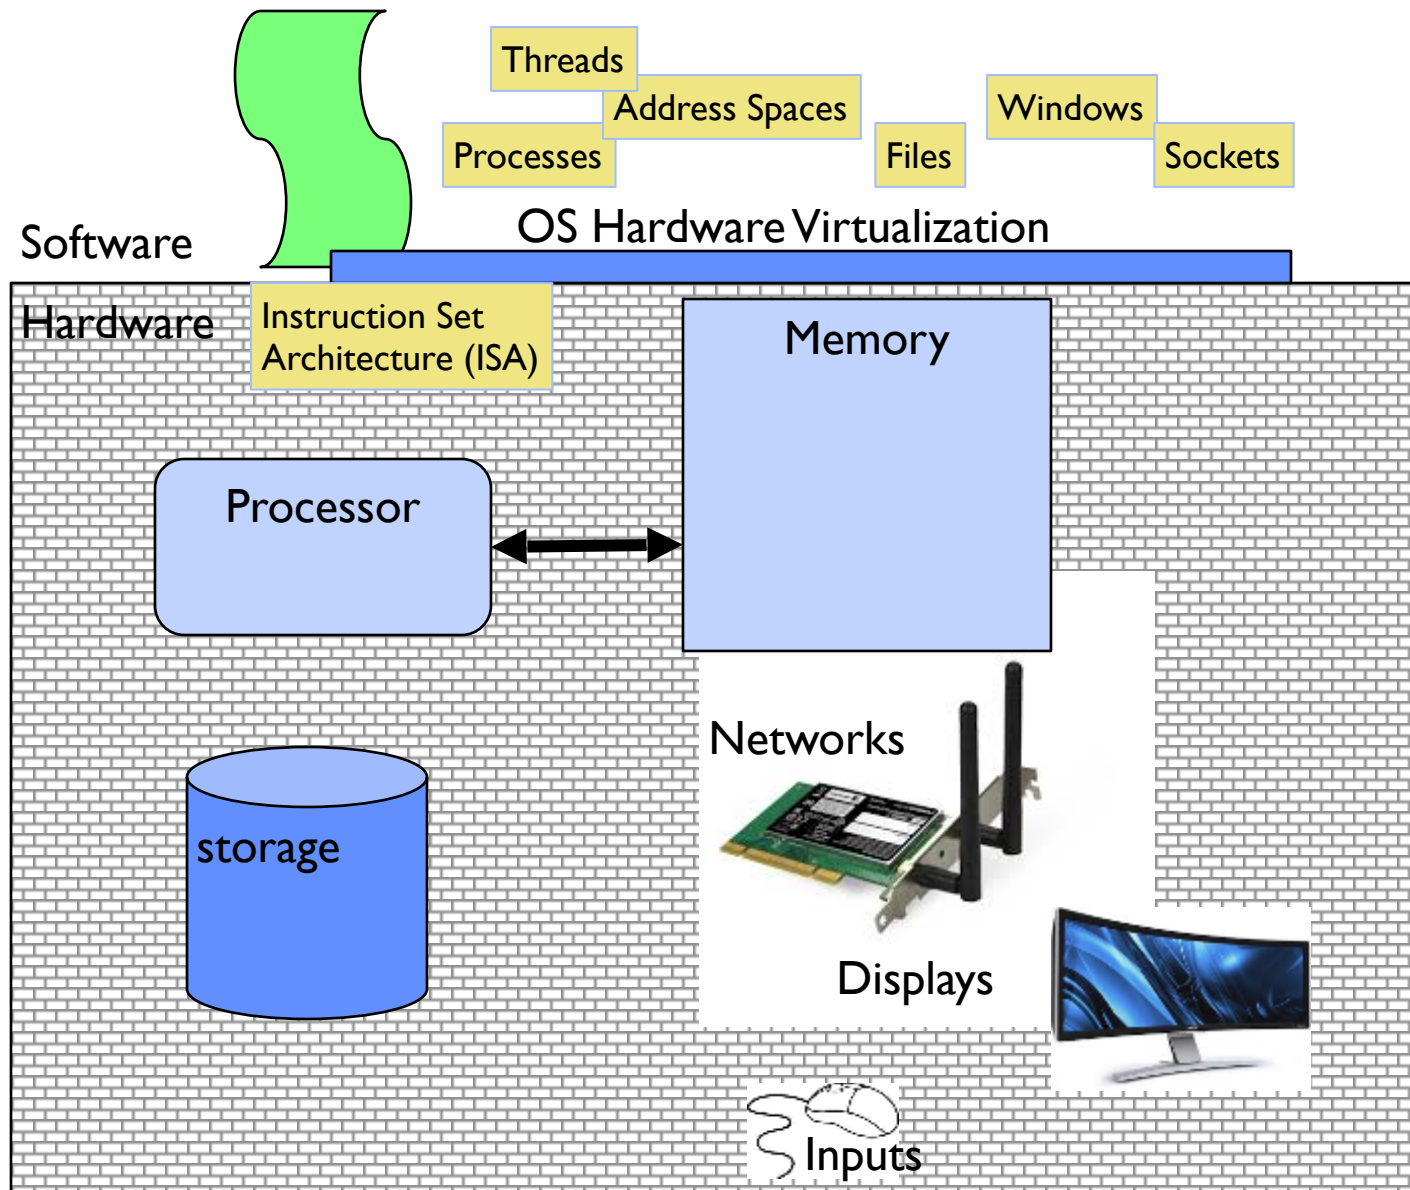 Threads
Address Spaces
Windows
Processes
Files
Sockets
OS Hardware Virtualization
Software
Hardware
Instruction Set
Architecture (ISA)
Memory
Processor
Networks
storage
Displays
Inputs